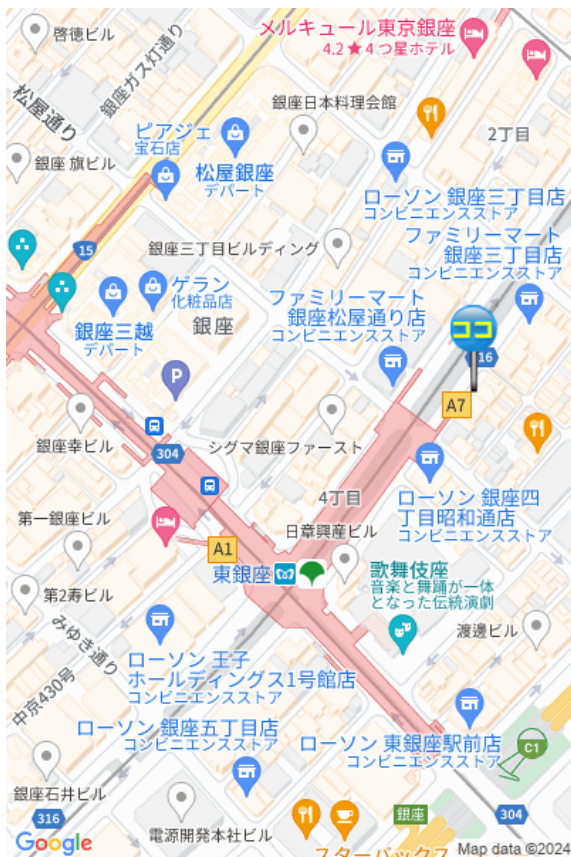 啓徳ビル
メルキュール東京銀座
4.2★4 つ星ホテル
銀座ガス灯通り
松屋通り
銀座日本料理会館
2丁目
ピアジェ
宝石店
銀座 旗ビル
松屋銀座
デパート
ローソン 銀座三丁目店
コンビニエンスストア
ファミリーマート
銀座三丁目店
コンビニエンスストア
15
銀座三丁目ビルディング
ゲラン
化粧品店
ファミリーマート
銀座松屋通り店
コンビニエンスストア
銀座三越
デパート
銀座
ココ
16
P
A7
銀座幸ビル
304
シグマ銀座ファースト
4丁目
ローソン 銀座四
丁目昭和通店
コンビニエンスストア
第一銀座ビル
日章興産ビル
A1
東銀座
歌舞伎座
音楽と舞踊が一体
となった伝統演劇
第2寿ビル
みゆき通り
渡邊ビル
ローソン 王子
ホールディングス1号館店
コンビニエンスストア
中京430号
ローソン 銀座五丁目店
コンビニエンスストア
ローソン 東銀座駅前店
コンビニエンスストア
C1
銀座石井ビル
316
銀座
304
電源開発本社ビル
スターバックス
Google
Map data ©2024